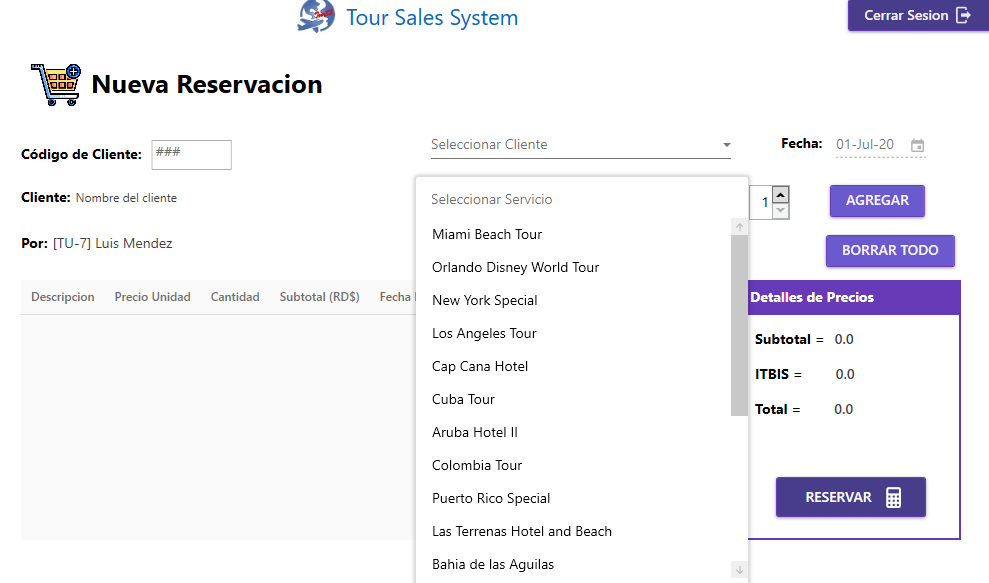 Tour Sales System
Cerrar Sesion
Nueva Reservacion
Código de Cliente: ###
Seleccionar Cliente
Fecha: 01-Jul-20
Cliente: Nombre del cliente
Seleccionar Servicio
1
AGREGAR
Por: [TU-7] Luis Mendez
BORRAR TODO
Miami Beach Tour
Orlando Disney World Tour
New York Special
Los Angeles Tour
Cap Cana Hotel
Cuba Tour
Aruba Hotel II
Colombia Tour
Puerto Rico Special
Las Terrenas Hotel and Beach
Bahia de las Aguilas
Descripcion Precio Unidad Cantidad Subtotal (RD$) Fecha
Detalles de Precios
Subtotal = 0.0
ITBIS = 0.0
Total = 0.0
RESERVAR